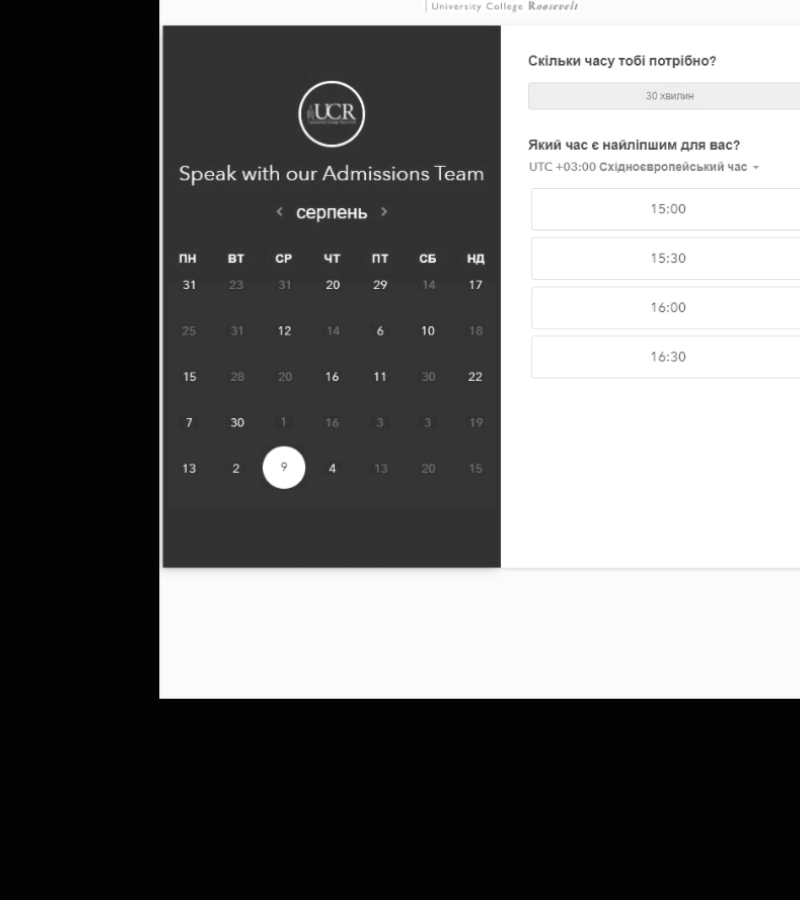 University College Roosevelt
UCR
Speak with our Admissions Team
‹ серпень ›
ПН ВТ СР ЧТ ПТ СБ НД
31 23 31 20 29 14 17
25 31 12 14 6 10 18
15 28 20 16 11 30 22
7 30 1 16 3 3 19
13 2 9 4 13 20 15
Скільки часу тобі потрібно?
30 хвилин
Який час є найліпшим для вас?
UTC +03:00 Східноєвропейський час
15:00
15:30
16:00
16:30